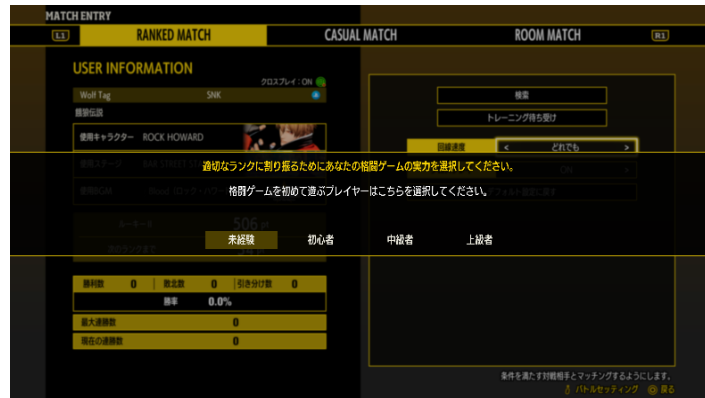 MATCH ENTRY
L1 RANKED MATCH CASUAL MATCH ROOM MATCH R1
USER INFORMATION
クロスプレイ:ON
Wolf Tag SNK
餓狼伝説
使用キャラクター ROCK HOWARD
検索
トレーニング待ち受け
回線速度 < どれでも >
適切なランクに割り振るためにあなたの格闘ゲームの実力を選択してください。
格闘ゲームを初めて遊ぶプレイヤーはこちらを選択してください。
未経験 初心者 中級者 上級者
勝利数 0 敗北数 0 引き分け数 0
勝率 0.0%
最大連勝数 0
現在の連勝数 0
条件を満たす対戦相手とマッチングするようにします。
バトルセッティング 戻る